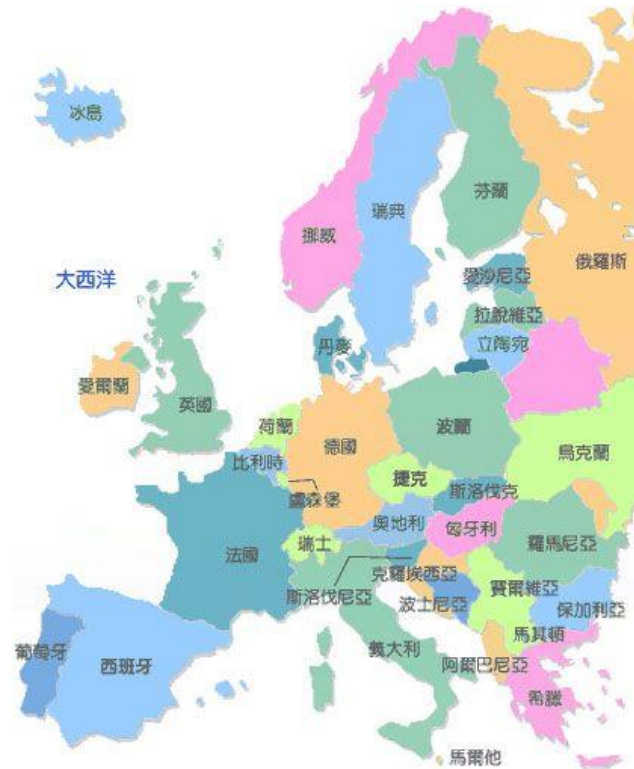 冰島
芬蘭
瑞典
挪威
俄羅斯
愛沙尼亞
大西洋
拉脫維亞
立陶宛
丹麥
愛爾蘭
英國
荷蘭
德國
波蘭
烏克蘭
比利時
捷克
斯洛伐克
盧森堡
奧地利
匈牙利
羅馬尼亞
瑞士
法國
克羅埃西亞
斯洛伐尼亞
賽爾維亞
波士尼亞
保加利亞
馬其頓
葡萄牙
西班牙
義大利
阿爾巴尼亞
希臘
馬爾他